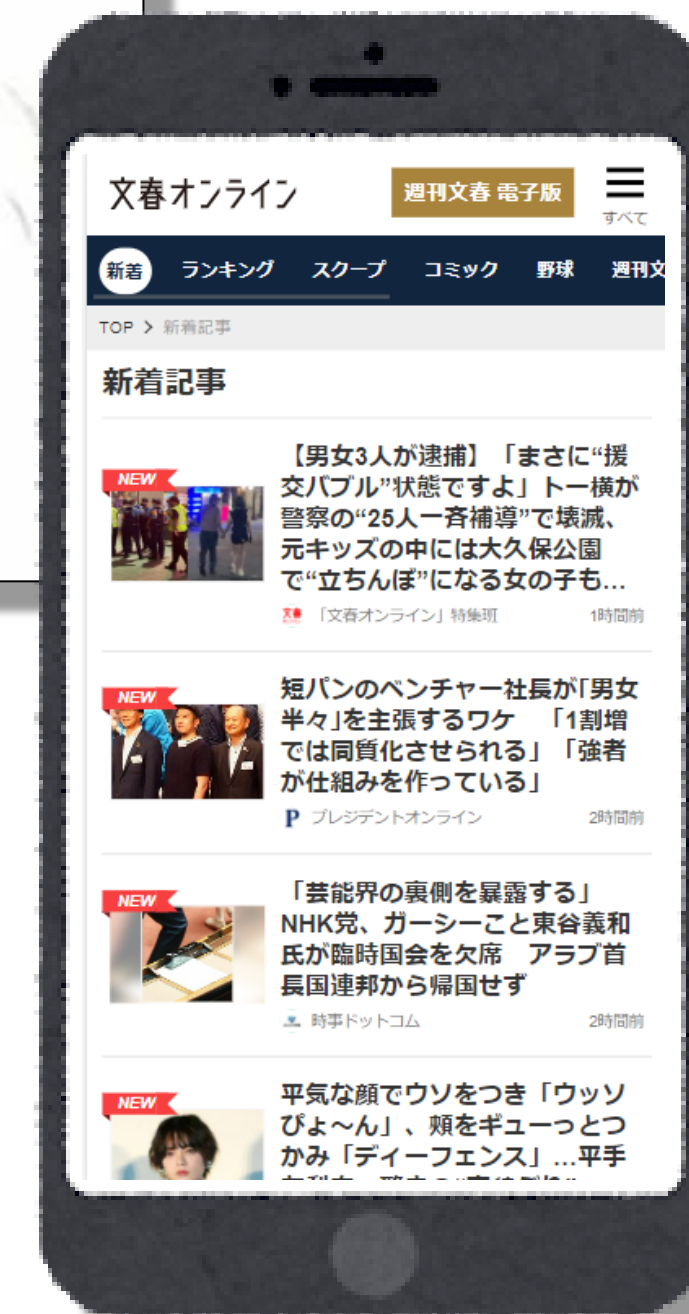 文春オンライン
週刊文春 電子版
すべて
新着 ランキング スクープ コミック 野球 週刊文
TOP > 新着記事
新着記事
NEW
【男女3人が逮捕】「まさに“援
交バブル”状態ですよ」トー横が
警察の“25人一斉補導”で壊滅、
元キッズの中には大久保公園
で“立ちんぼ”になる女の子も…
文春 「文春オンライン」特集班 1時間前
NEW
短パンのベンチャー社長が「男女
半々」を主張するワケ 「1割増
では同質化させられる」「強者
が仕組みを作っている」
P プレジデントオンライン 2時間前
NEW
「芸能界の裏側を暴露する」
NHK党、ガーシーこと東谷義和
氏が臨時国会を欠席 アラブ首
長国連邦から帰国せず
時事ドットコム 2時間前
NEW
平気な顔でウソをつき「ウッソ
ぴょ～ん」、頬をギューっとつ
かみ「ディーフェンス」…平手